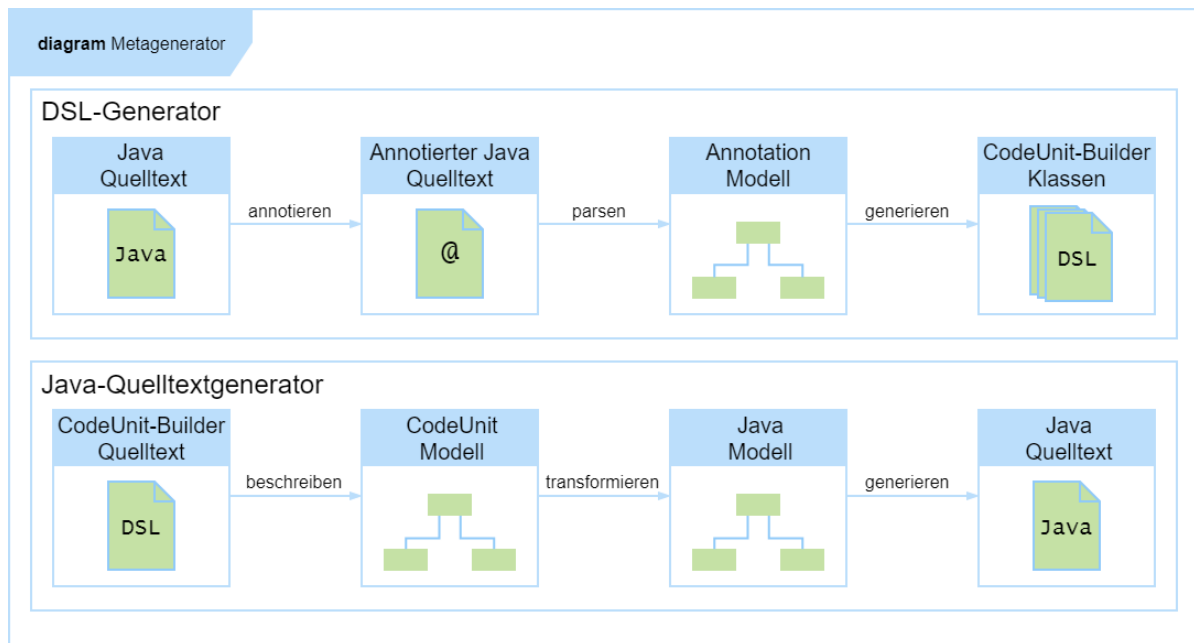 diagram Metagenerator
DSL-Generator
Java
Quelltext
Java
annotieren
Annotierter Java
Quelltext
@
parsen
Annotation
Modell
generieren
CodeUnit-Builder
Klassen
DSL
Java-Quelltextgenerator
CodeUnit-Builder
Quelltext
DSL
beschreiben
CodeUnit
Modell
transformieren
Java
Modell
generieren
Java
Quelltext
Java